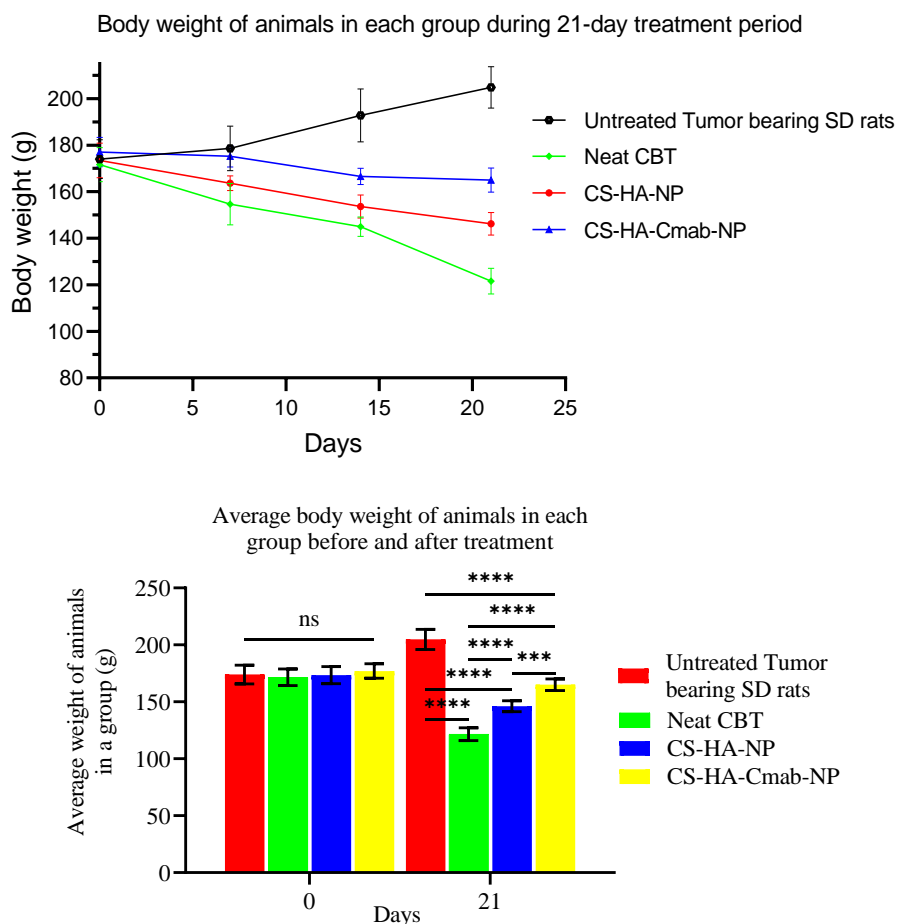 Body weight of animals in each group during 21-day treatment period
Body weight (g)
200
180
160
140
120
100
80
0
5
10
15
20
25
Days
Untreated Tumor bearing SD rats
Neat CBT
CS-HA-NP
CS-HA-Cmab-NP
Average body weight of animals in each
group before and after treatment
Average weight of animals
in a group (g)
250
200
150
100
50
0
ns
****
****
****
***
****
****
0
21
Days
Untreated Tumor
bearing SD rats
Neat CBT
CS-HA-NP
CS-HA-Cmab-NP